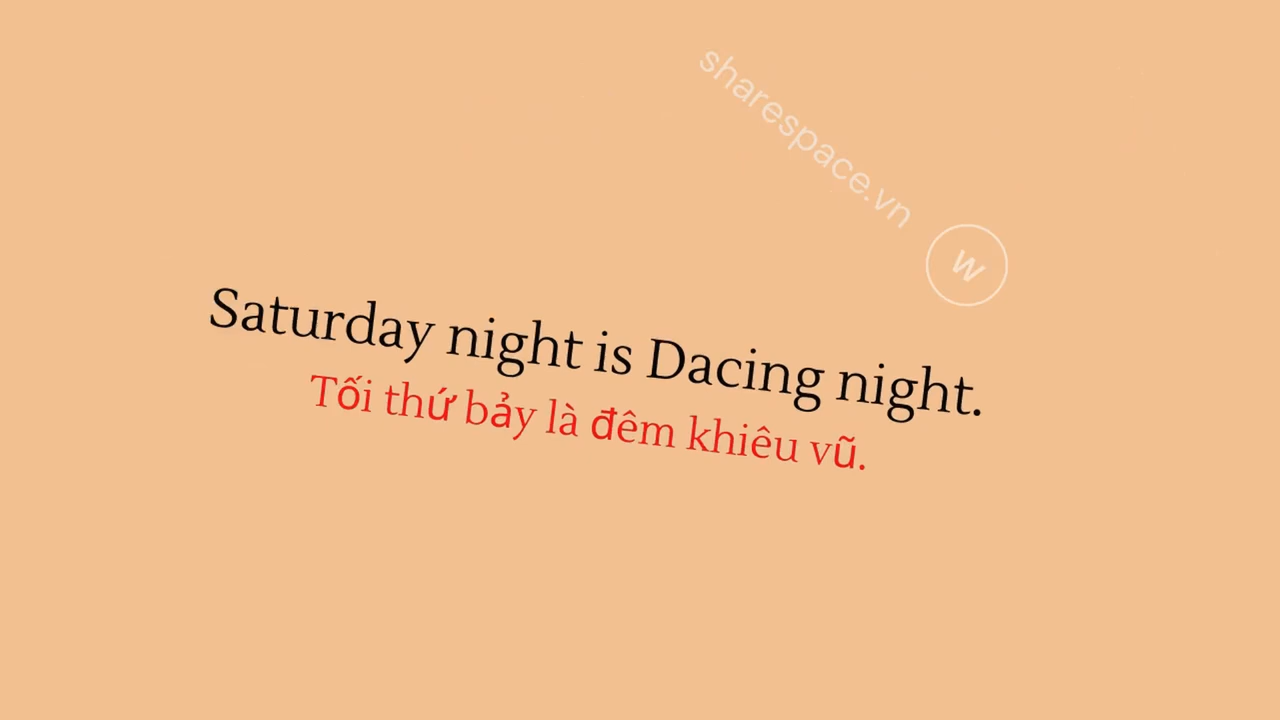 sharespace.vn
W
Saturday night is Dacing night.
Tối thứ bảy là đêm khiêu vũ.